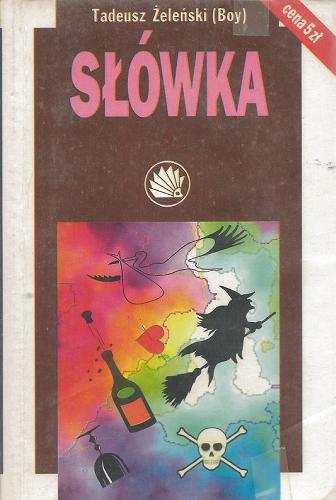 Tadeusz Żeleński (Boy)
cena 5 zł
SŁÓWKA